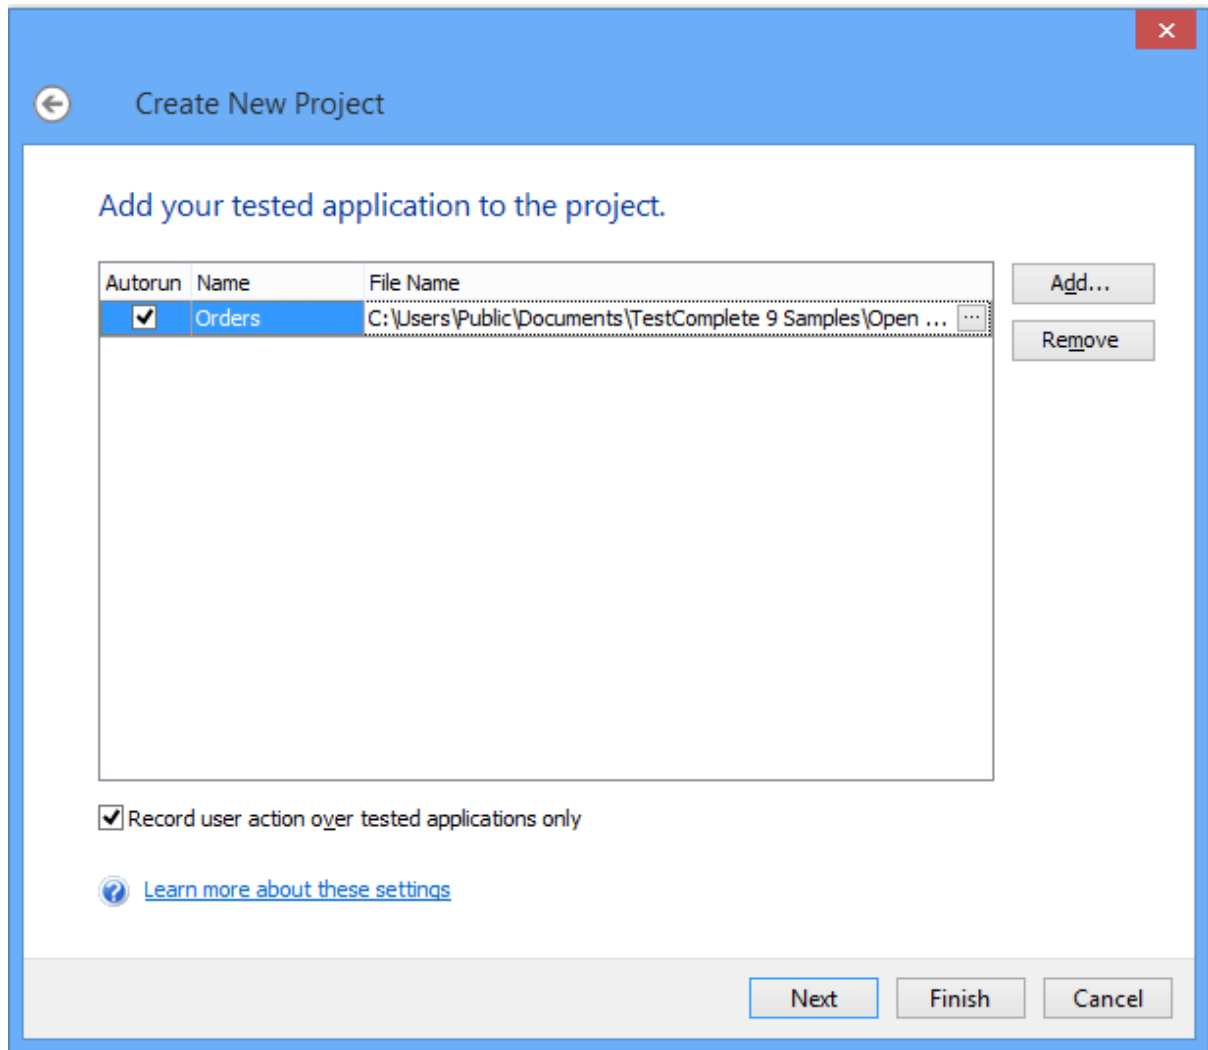 Create New Project
Add your tested application to the project.
Autorun Name File Name
Orders C:\Users\Public\Documents\TestComplete 9 Samples\Open ... ...
Add...
Remove
Record user action over tested applications only
Learn more about these settings
Next Finish Cancel